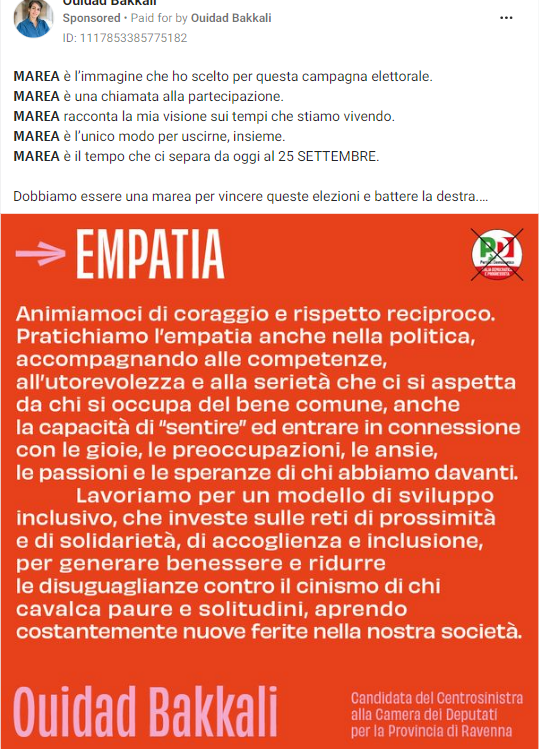 Ouidad Bakkali
Sponsored • Paid for by Ouidad Bakkali
ID: 1117853385775182
MAREA è l'immagine che ho scelto per questa campagna elettorale.
MAREA è una chiamata alla partecipazione.
MAREA racconta la mia visione sui tempi che stiamo vivendo.
MAREA è l'unico modo per uscirne, insieme.
MAREA è il tempo che ci separa da oggi al 25 SETTEMBRE.
Dobbiamo essere una marea per vincere queste elezioni e battere la destra....
EMPATIA
PD
Animiamoci di coraggio e rispetto reciproco.
Pratichiamo l'empatia anche nella politica,
accompagnando alle competenze,
all'utorevolezza e alla serietà che ci si aspetta
da chi si occupa del bene comune, anche
la capacità di "sentire" ed entrare in connessione
con le gioie, le preoccupazioni, le ansie,
le passioni e le speranze di chi abbiamo davanti.
Lavoriamo per un modello di sviluppo
inclusivo, che investe sulle reti di prossimità
e di solidarietà, di accoglienza e inclusione,
per generare benessere e ridurre
le disuguaglianze contro il cinismo di chi
cavalca paure e solitudini, aprendo
costantemente nuove ferite nella nostra società.
Ouidad Bakkali
Candidata del Centrosinistra
alla Camera dei Deputati
per la Provincia di Ravenna